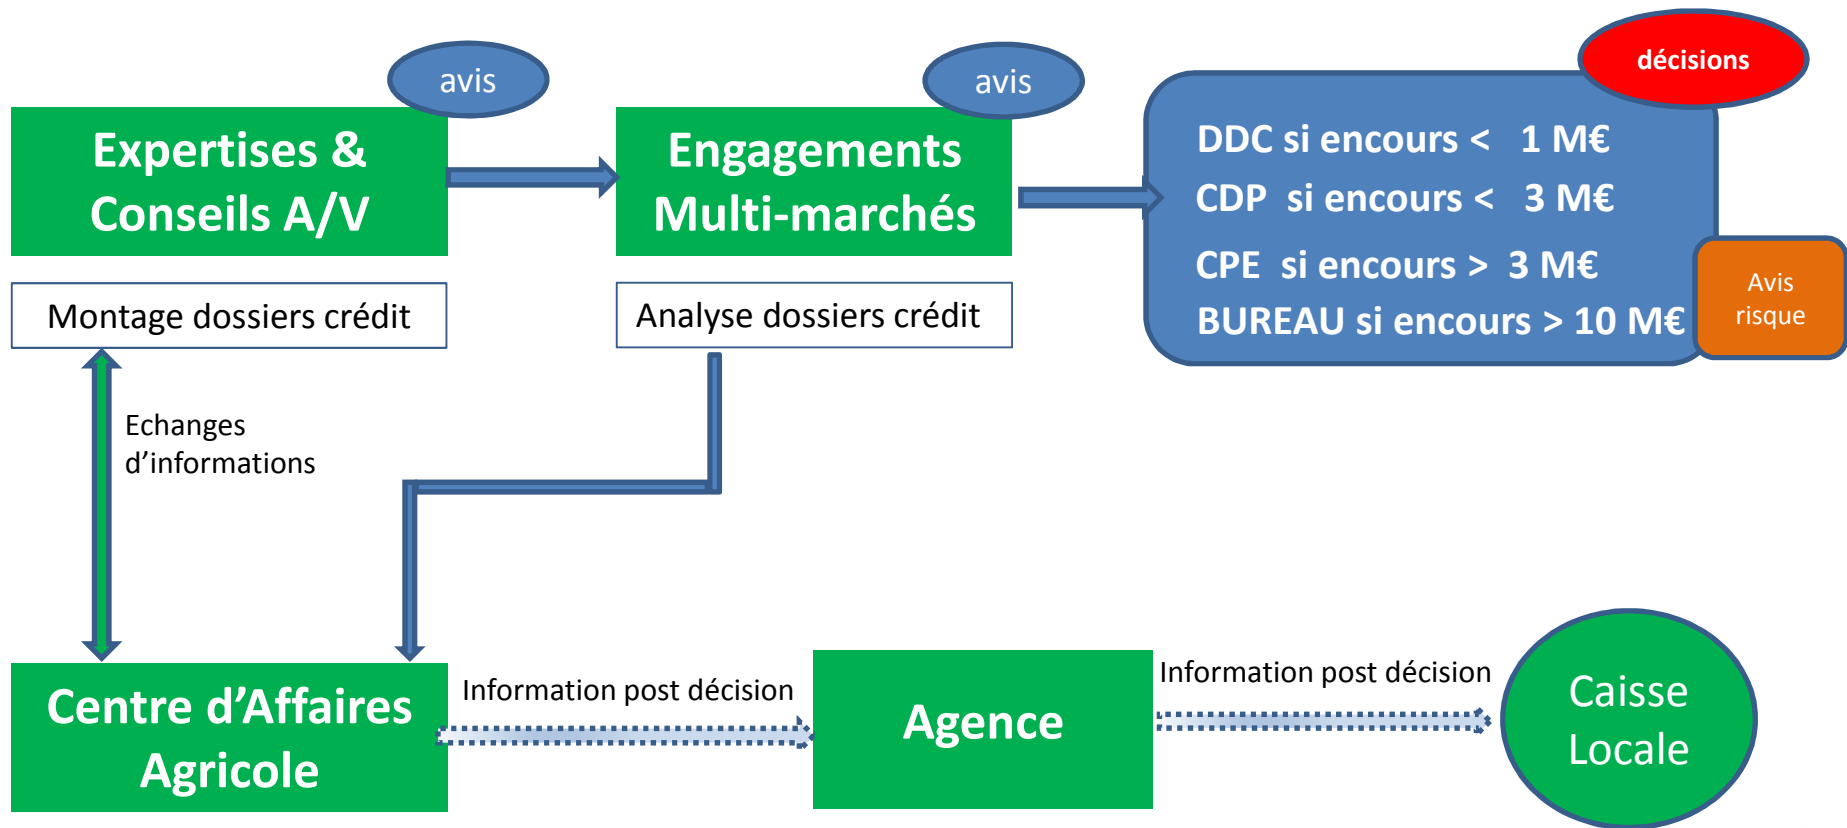 avis
Expertises &
Conseils A/V
Montage dossiers crédit
avis
Engagements
Multi-marchés
Analyse dossiers crédit
décisions
DDC si encours < 1 M€
CDP si encours < 3 M€
CPE si encours > 3 M€
BUREAU si encours > 10 M€
Avis
risque
Echanges
d’informations
Centre d’Affaires
Agricole
Information post décision
Agence
Information post décision
Caisse
Locale